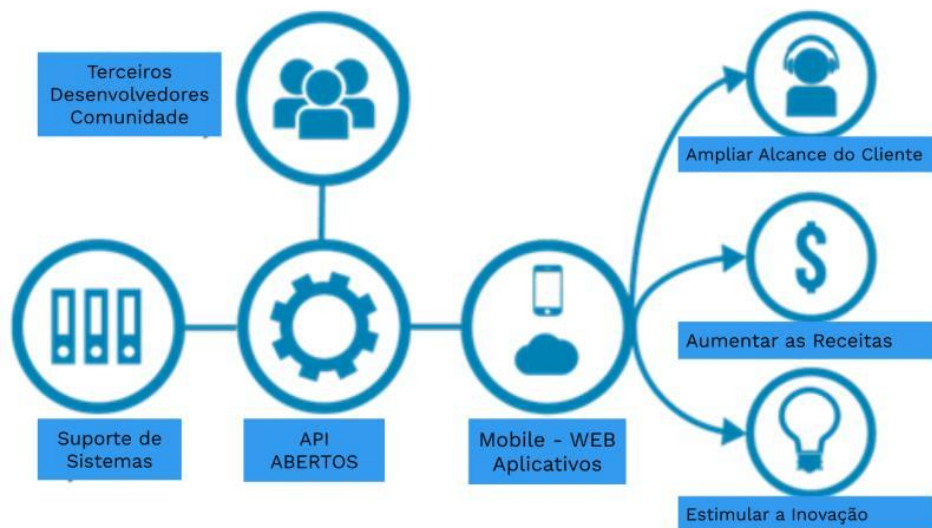 Terceiros
Desenvolvedores
Comunidade
Ampliar Alcance do Cliente
Aumentar as Receitas
Suporte de
Sistemas
API
ABERTOS
Mobile - WEB
Aplicativos
Estimular a Inovação